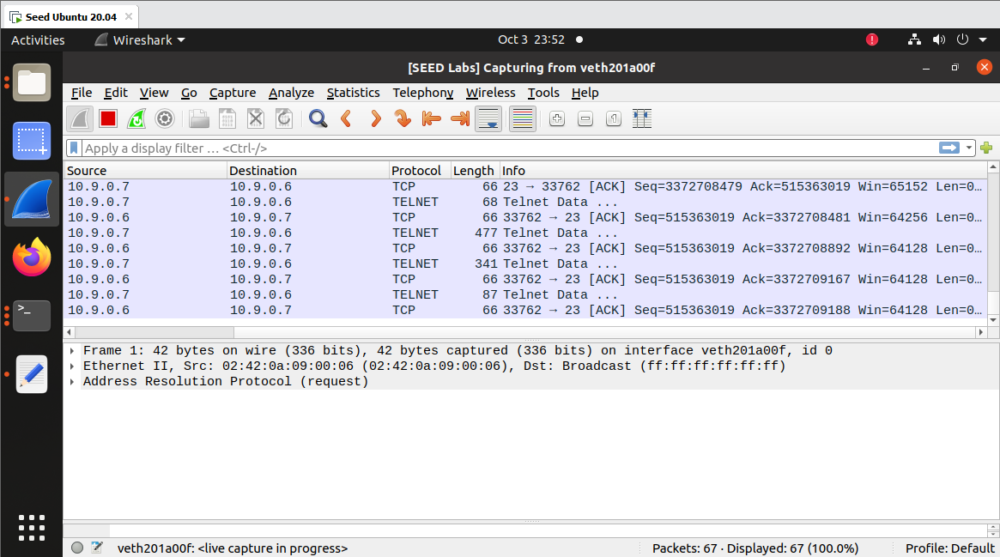 Seed Ubuntu 20.04
Activities Wireshark Oct 3 23:52
[SEED Labs] Capturing from veth201a00f
File Edit View Go Capture Analyze Statistics Telephony Wireless Tools Help
Apply a display filter … <Ctrl-/>
Source Destination Protocol Length Info
10.9.0.7 10.9.0.6 TCP 66 23 → 33762 [ACK] Seq=3372708479 Ack=515363019 Win=65152 Len=0…
10.9.0.7 10.9.0.6 TELNET 68 Telnet Data ...
10.9.0.6 10.9.0.7 TCP 66 33762 → 23 [ACK] Seq=515363019 Ack=3372708481 Win=64256 Len=0…
10.9.0.7 10.9.0.6 TELNET 477 Telnet Data ...
10.9.0.6 10.9.0.7 TCP 66 33762 → 23 [ACK] Seq=515363019 Ack=3372708892 Win=64128 Len=0…
10.9.0.7 10.9.0.6 TELNET 341 Telnet Data ...
10.9.0.6 10.9.0.7 TCP 66 33762 → 23 [ACK] Seq=515363019 Ack=3372709167 Win=64128 Len=0…
10.9.0.7 10.9.0.6 TELNET 87 Telnet Data ...
10.9.0.6 10.9.0.7 TCP 66 33762 → 23 [ACK] Seq=515363019 Ack=3372709188 Win=64128 Len=0…
Frame 1: 42 bytes on wire (336 bits), 42 bytes captured (336 bits) on interface veth201a00f, id 0
Ethernet II, Src: 02:42:0a:09:00:06 (02:42:0a:09:00:06), Dst: Broadcast (ff:ff:ff:ff:ff:ff)
Address Resolution Protocol (request)
veth201a00f: <live capture in progress> Packets: 67 · Displayed: 67 (100.0%) Profile: Default